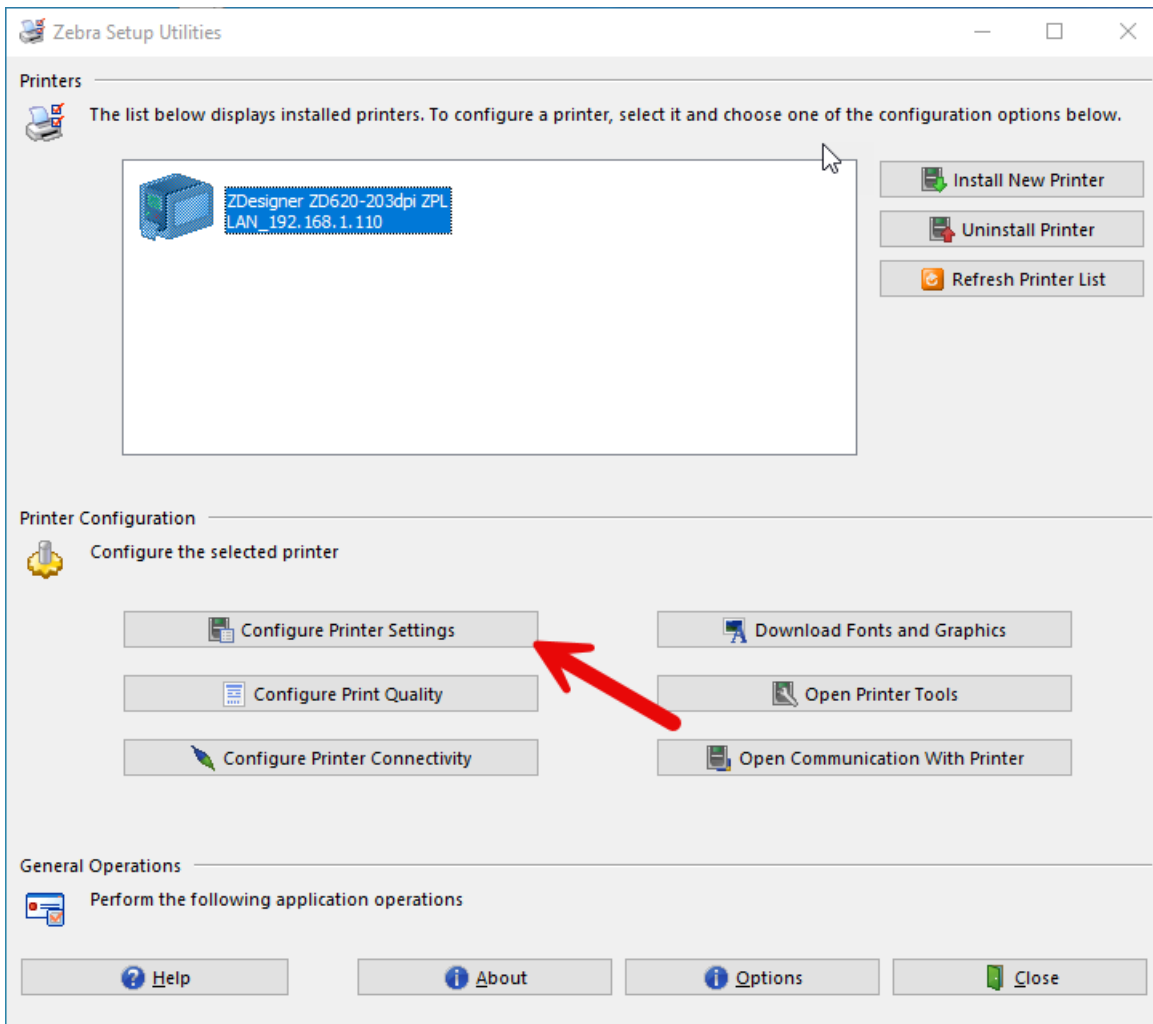 Zebra Setup Utilities
Printers
The list below displays installed printers. To configure a printer, select it and choose one of the configuration options below.
ZDesigner ZD620-203dpi ZPL
LAN_192.168.1.110
Install New Printer
Uninstall Printer
Refresh Printer List
Printer Configuration
Configure the selected printer
Configure Printer Settings
Download Fonts and Graphics
Configure Print Quality
Open Printer Tools
Configure Printer Connectivity
Open Communication With Printer
General Operations
Perform the following application operations
Help
About
Options
Close